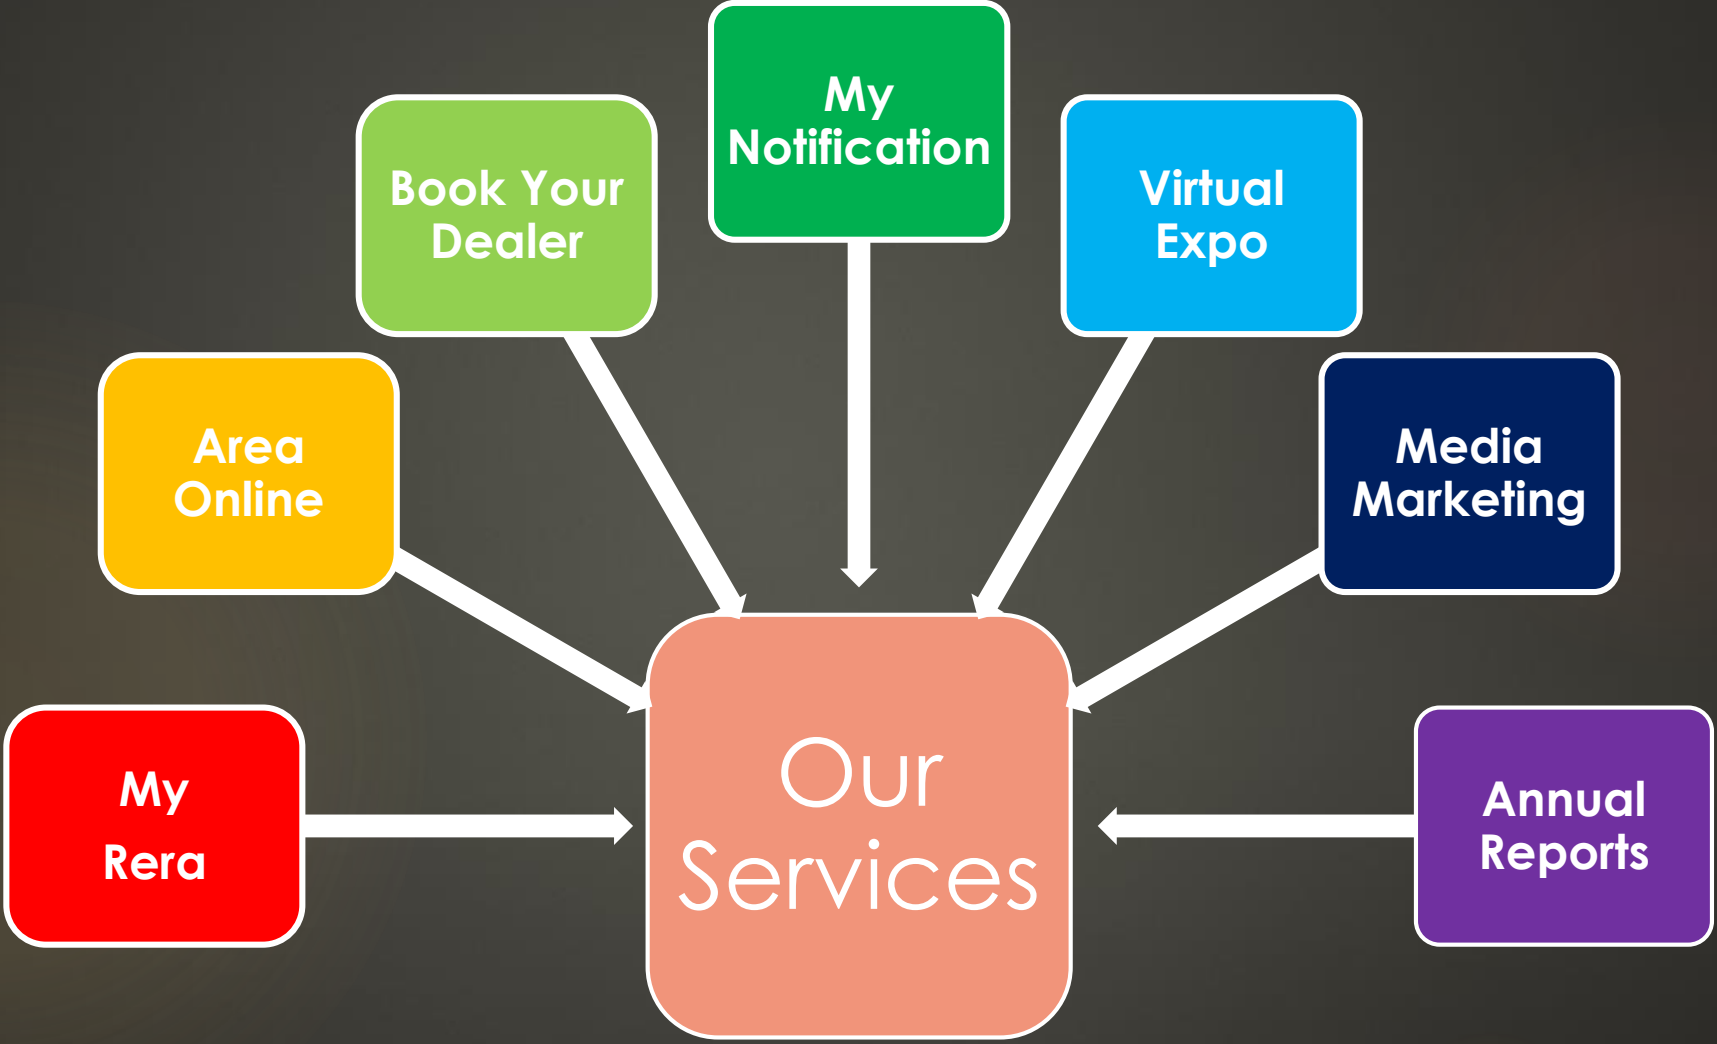 My
Notification
Book Your
Dealer
Virtual
Expo
Area
Online
Media
Marketing
My
Rera
Our
Services
Annual
Reports